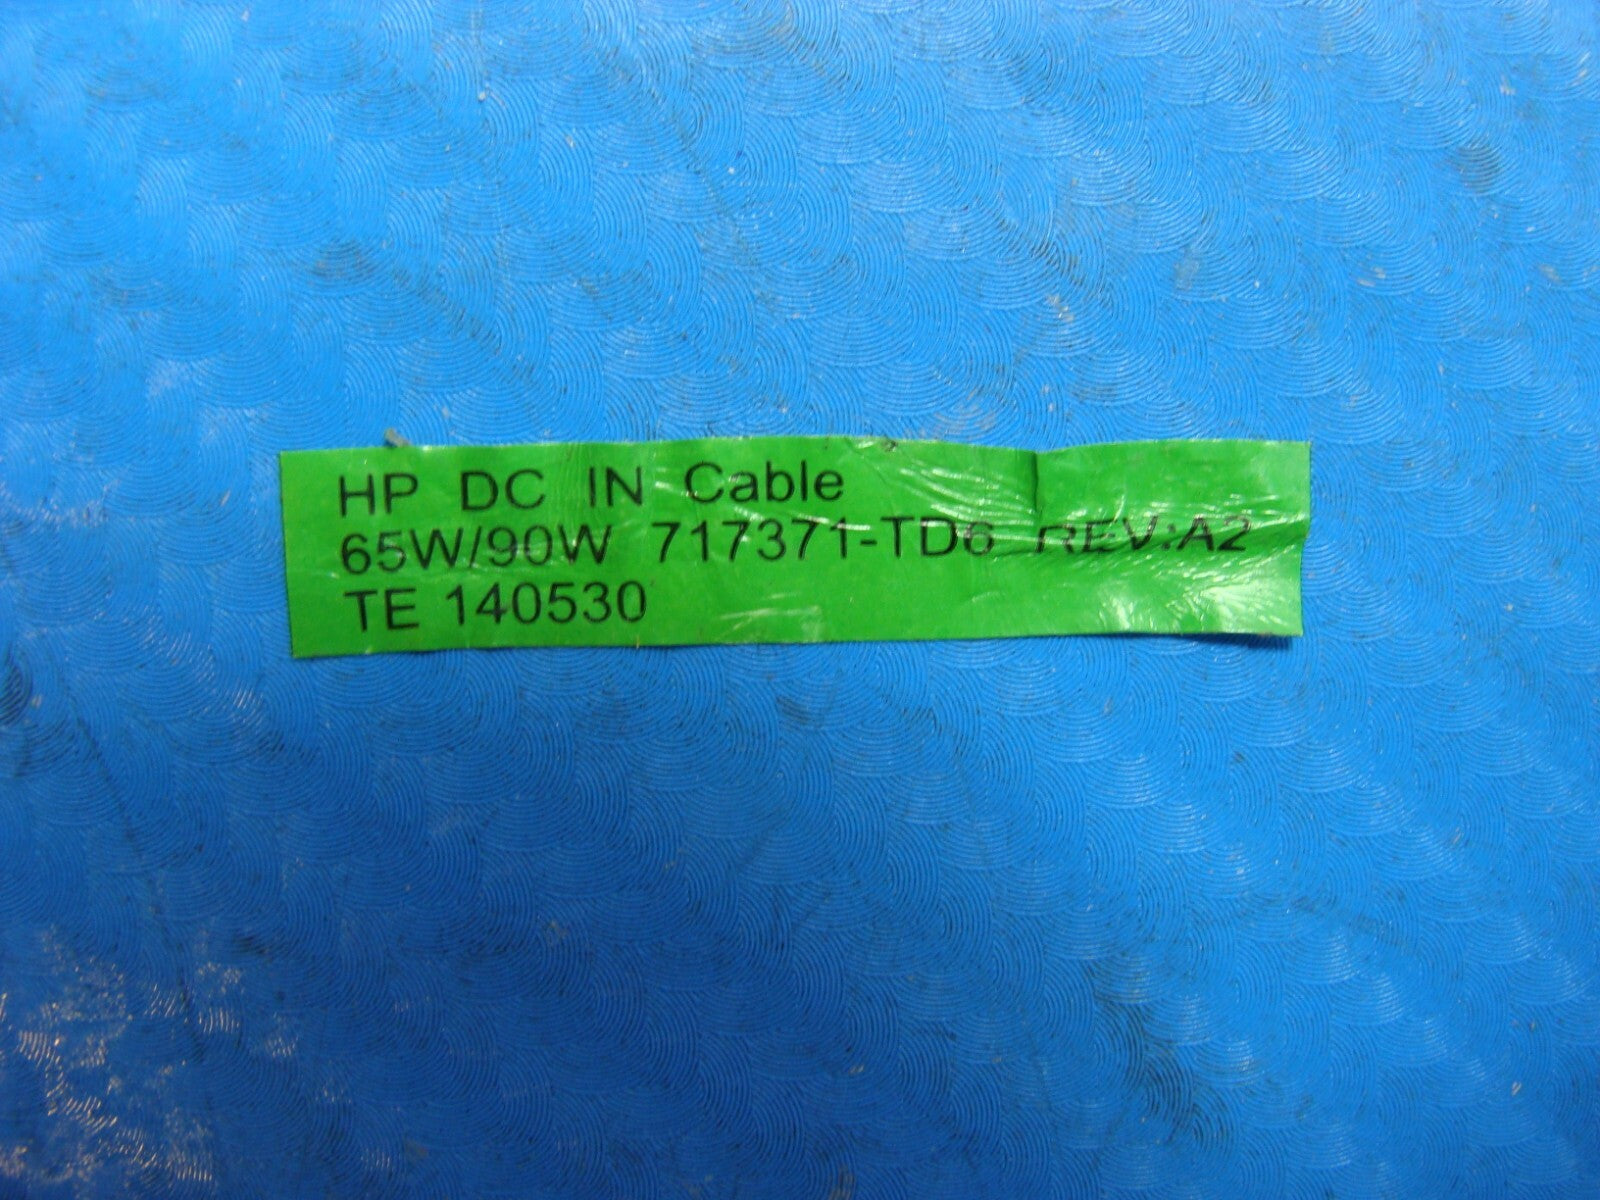 HP DC IN Cable
65W/90W 717371-TD6 REV:A2
TE 140530